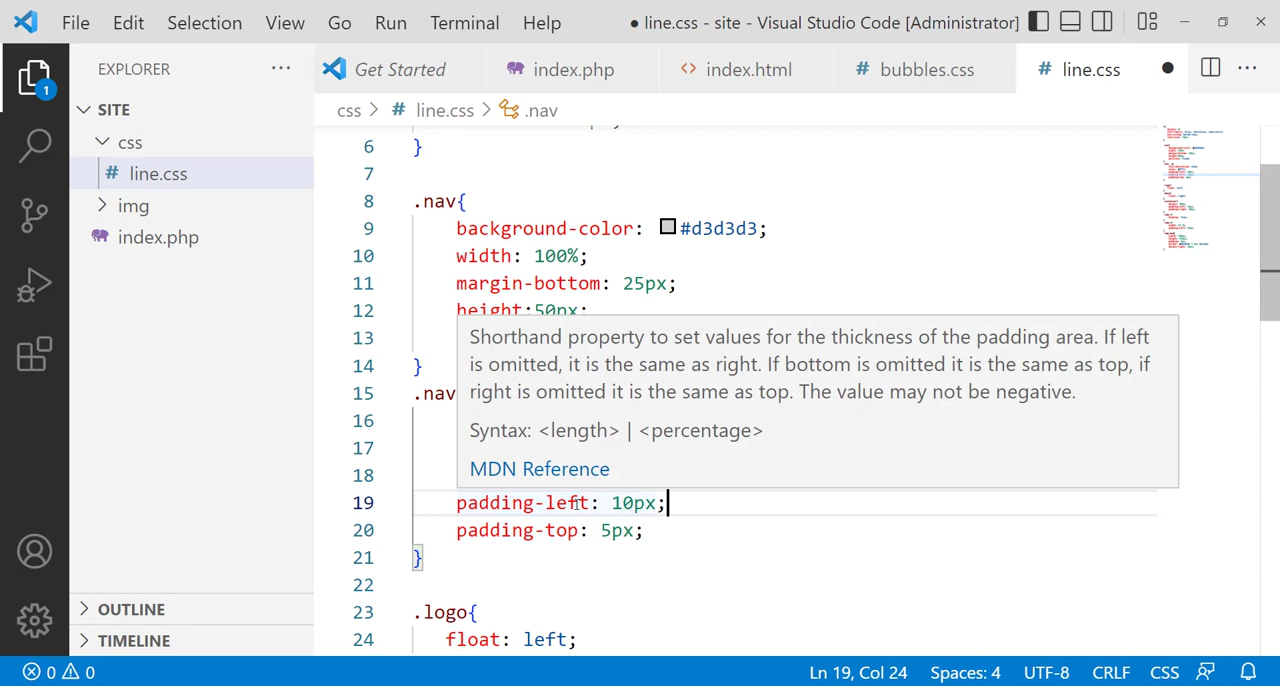 File Edit Selection View Go Run Terminal Help ● line.css - site - Visual Studio Code [Administrator]
EXPLORER ···
Get Started index.php index.html # bubbles.css # line.css ● ···
1
SITE
css
# line.css
img
index.php
css > # line.css > .nav
6 }
7
8 .nav{
9 background-color: #d3d3d3;
10 width: 100%;
11 margin-bottom: 25px;
12 height:50px;
13
14 }
15 .nav
16
17
18
Shorthand property to set values for the thickness of the padding area. If left
is omitted, it is the same as right. If bottom is omitted it is the same as top, if
right is omitted it is the same as top. The value may not be negative.
Syntax: <length> | <percentage>
MDN Reference
19 padding-left: 10px;
20 padding-top: 5px;
21 }
22
23 .logo{
24 float: left;
OUTLINE
TIMELINE
0 0 Ln 19, Col 24 Spaces: 4 UTF-8 CRLF CSS